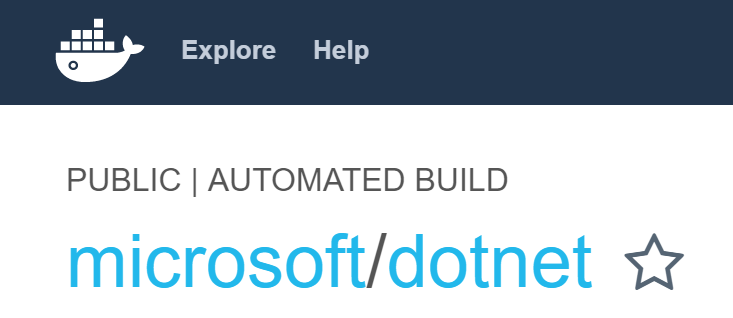 Explore Help
PUBLIC | AUTOMATED BUILD
microsoft/dotnet